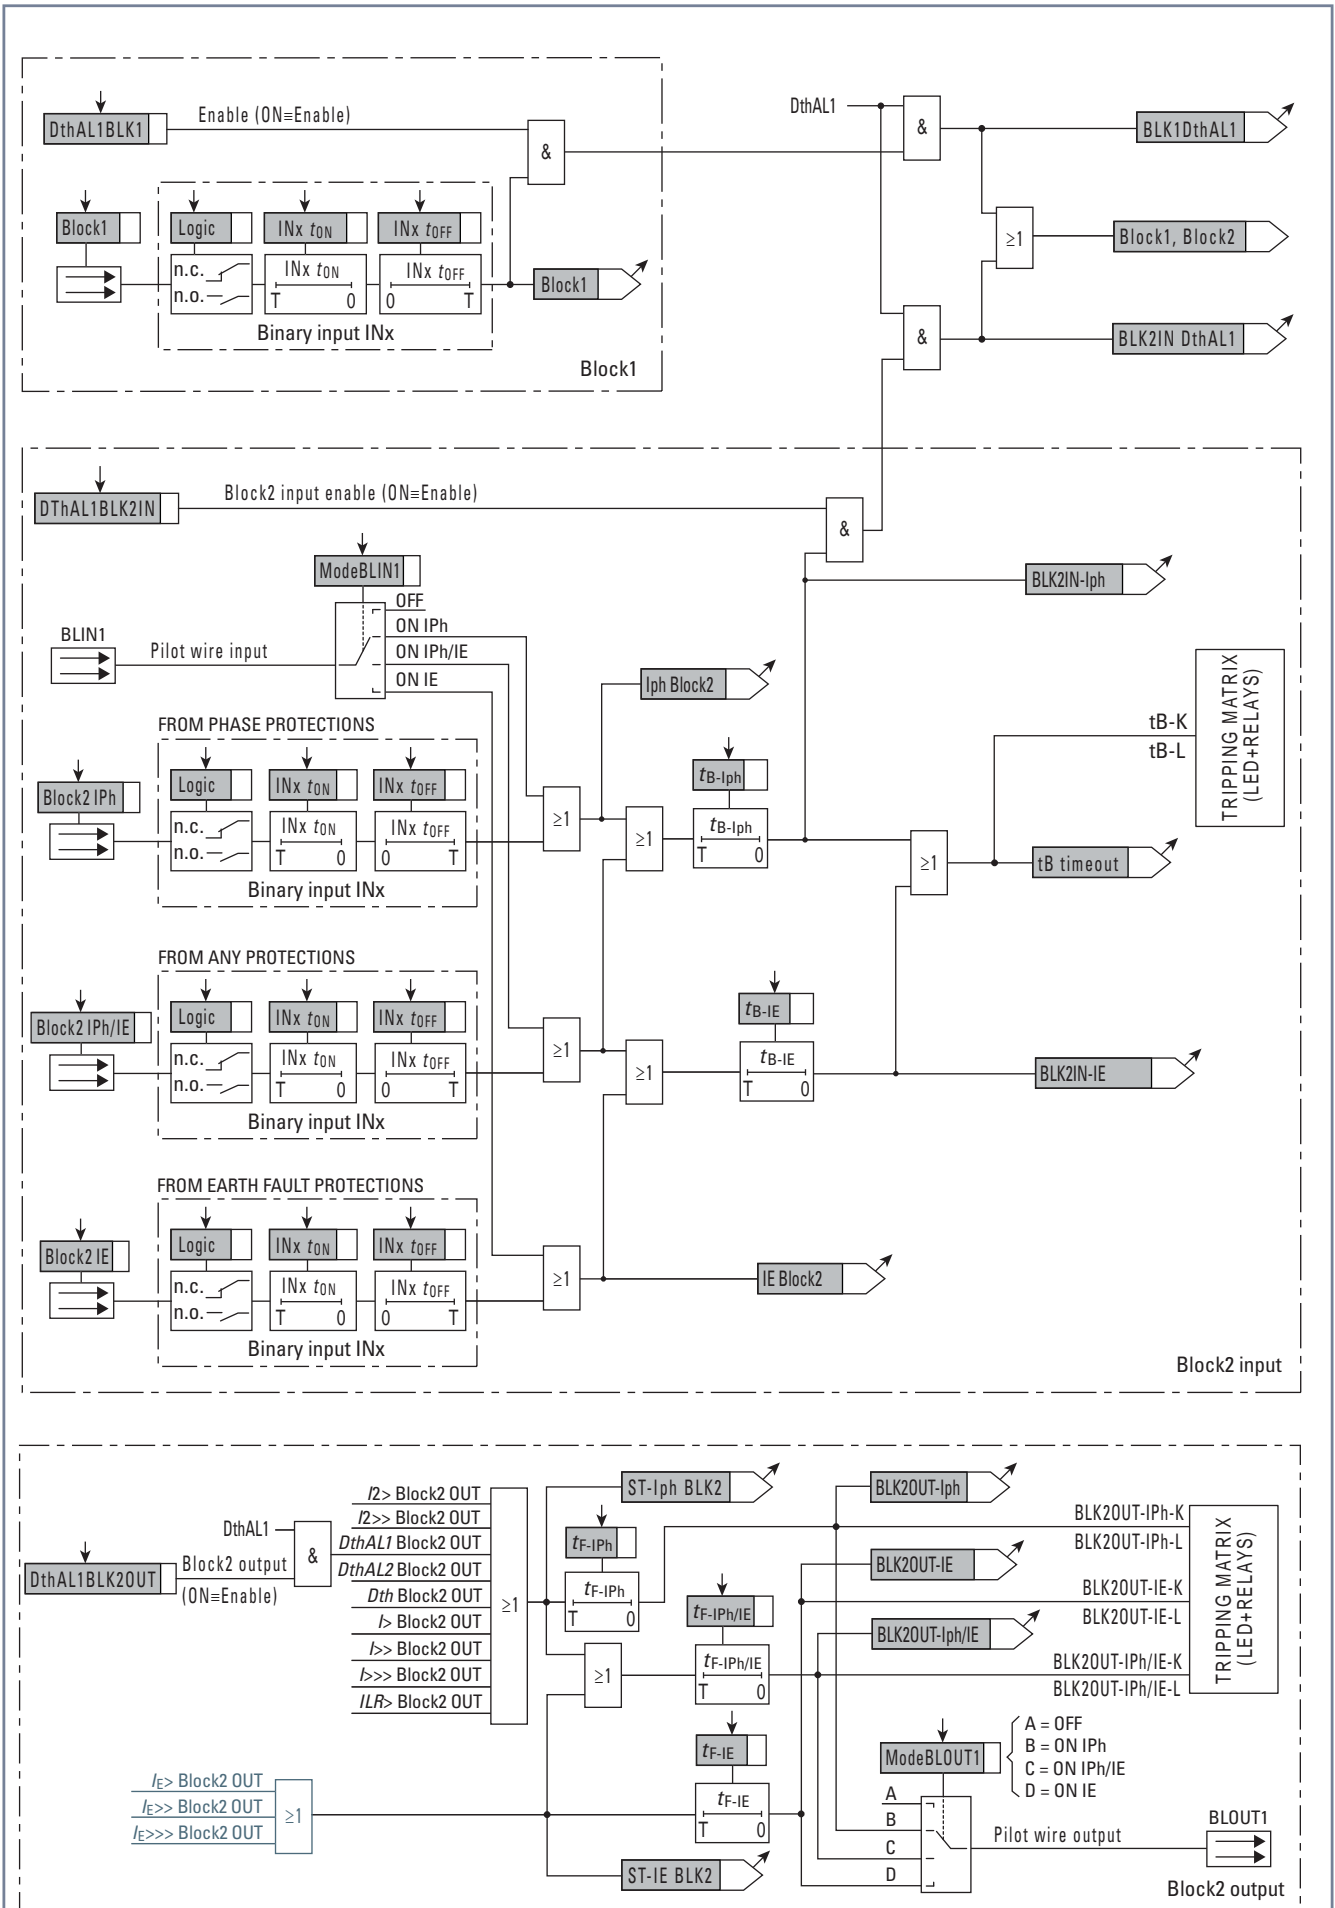 DthAL1BLK1
Enable (ON≡Enable)
&
DthAL1
&
BLK1DthAL1
Block1
Logic
INx tON
INx tOFF
n.c.
n.o.
INx tON
T 0
INx tOFF
0 T
Binary input INx
Block1
Block1
≥1
Block1, Block2
&
BLK2IN DthAL1
DThAL1BLK2IN
Block2 input enable (ON≡Enable)
&
ModeBLIN1
OFF
ON IPh
ON IPh/IE
ON IE
BLIN1
Pilot wire input
BLK2IN-Iph
Iph Block2
TRIPPING MATRIX
(LED+RELAYS)
tB-K
tB-L
FROM PHASE PROTECTIONS
Block2 IPh
Logic
INx tON
INx tOFF
n.c.
n.o.
INx tON
T 0
INx tOFF
0 T
Binary input INx
≥1
≥1
tB-Iph
tB-Iph
T 0
≥1
tB timeout
FROM ANY PROTECTIONS
Block2 IPh/IE
Logic
INx tON
INx tOFF
n.c.
n.o.
INx tON
T 0
INx tOFF
0 T
Binary input INx
≥1
≥1
tB-IE
tB-IE
T 0
BLK2IN-IE
FROM EARTH FAULT PROTECTIONS
Block2 IE
Logic
INx tON
INx tOFF
n.c.
n.o.
INx tON
T 0
INx tOFF
0 T
Binary input INx
≥1
IE Block2
Block2 input
I2> Block2 OUT
I2>> Block2 OUT
DthAL1 Block2 OUT
DthAL2 Block2 OUT
Dth Block2 OUT
I> Block2 OUT
I>> Block2 OUT
I>>> Block2 OUT
ILR> Block2 OUT
DthAL1
&
DthAL1BLK2OUT
Block2 output
(ON≡Enable)
≥1
ST-Iph BLK2
tF-IPh
tF-IPh
T 0
≥1
tF-IPh/IE
tF-IPh/IE
T 0
BLK2OUT-Iph
BLK2OUT-IE
BLK2OUT-Iph/IE
BLK2OUT-IPh-K
BLK2OUT-IPh-L
BLK2OUT-IE-K
BLK2OUT-IE-L
BLK2OUT-IPh/IE-K
BLK2OUT-IPh/IE-L
TRIPPING MATRIX
(LED+RELAYS)
IE> Block2 OUT
IE>> Block2 OUT
IE>>> Block2 OUT
≥1
tF-IE
tF-IE
T 0
ST-IE BLK2
ModeBLOUT1
A = OFF
B = ON IPh
C = ON IPh/IE
D = ON IE
A
B
C
D
Pilot wire output
BLOUT1
Block2 output